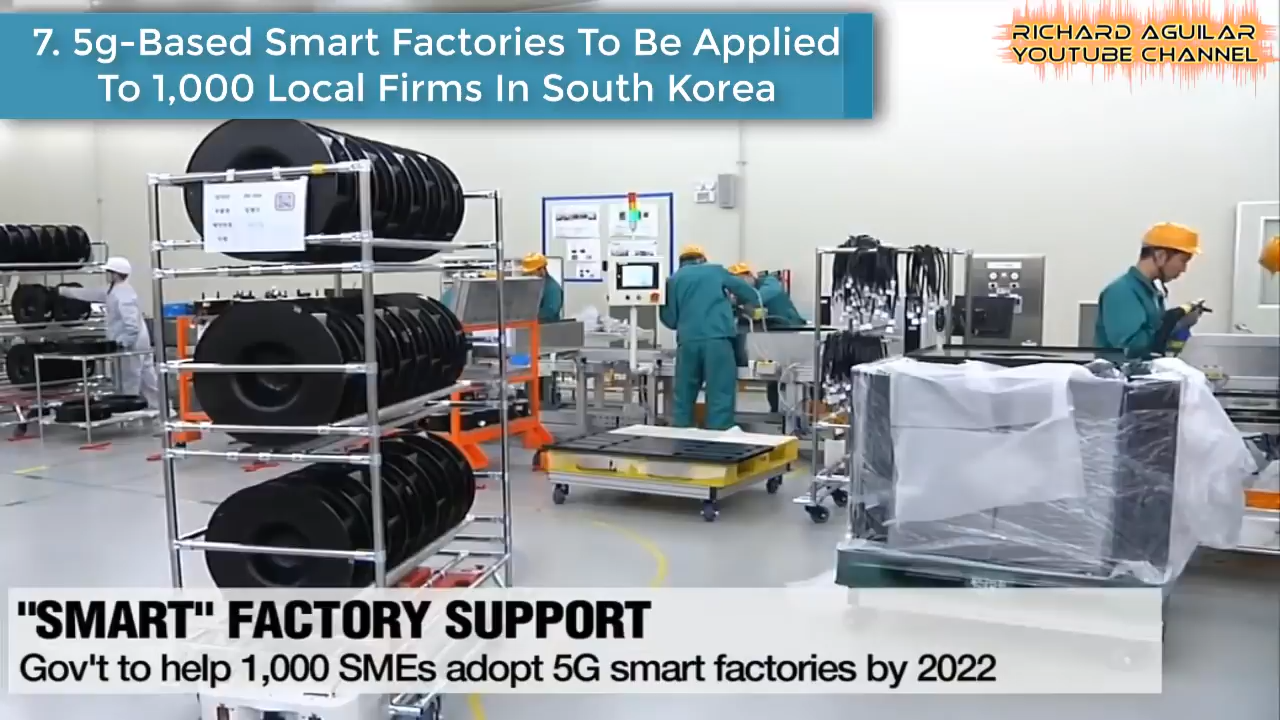 7. 5g-Based Smart Factories To Be Applied
To 1,000 Local Firms In South Korea
RICHARD AGUILAR
YOUTUBE CHANNEL
"SMART" FACTORY SUPPORT
Gov't to help 1,000 SMEs adopt 5G smart factories by 2022